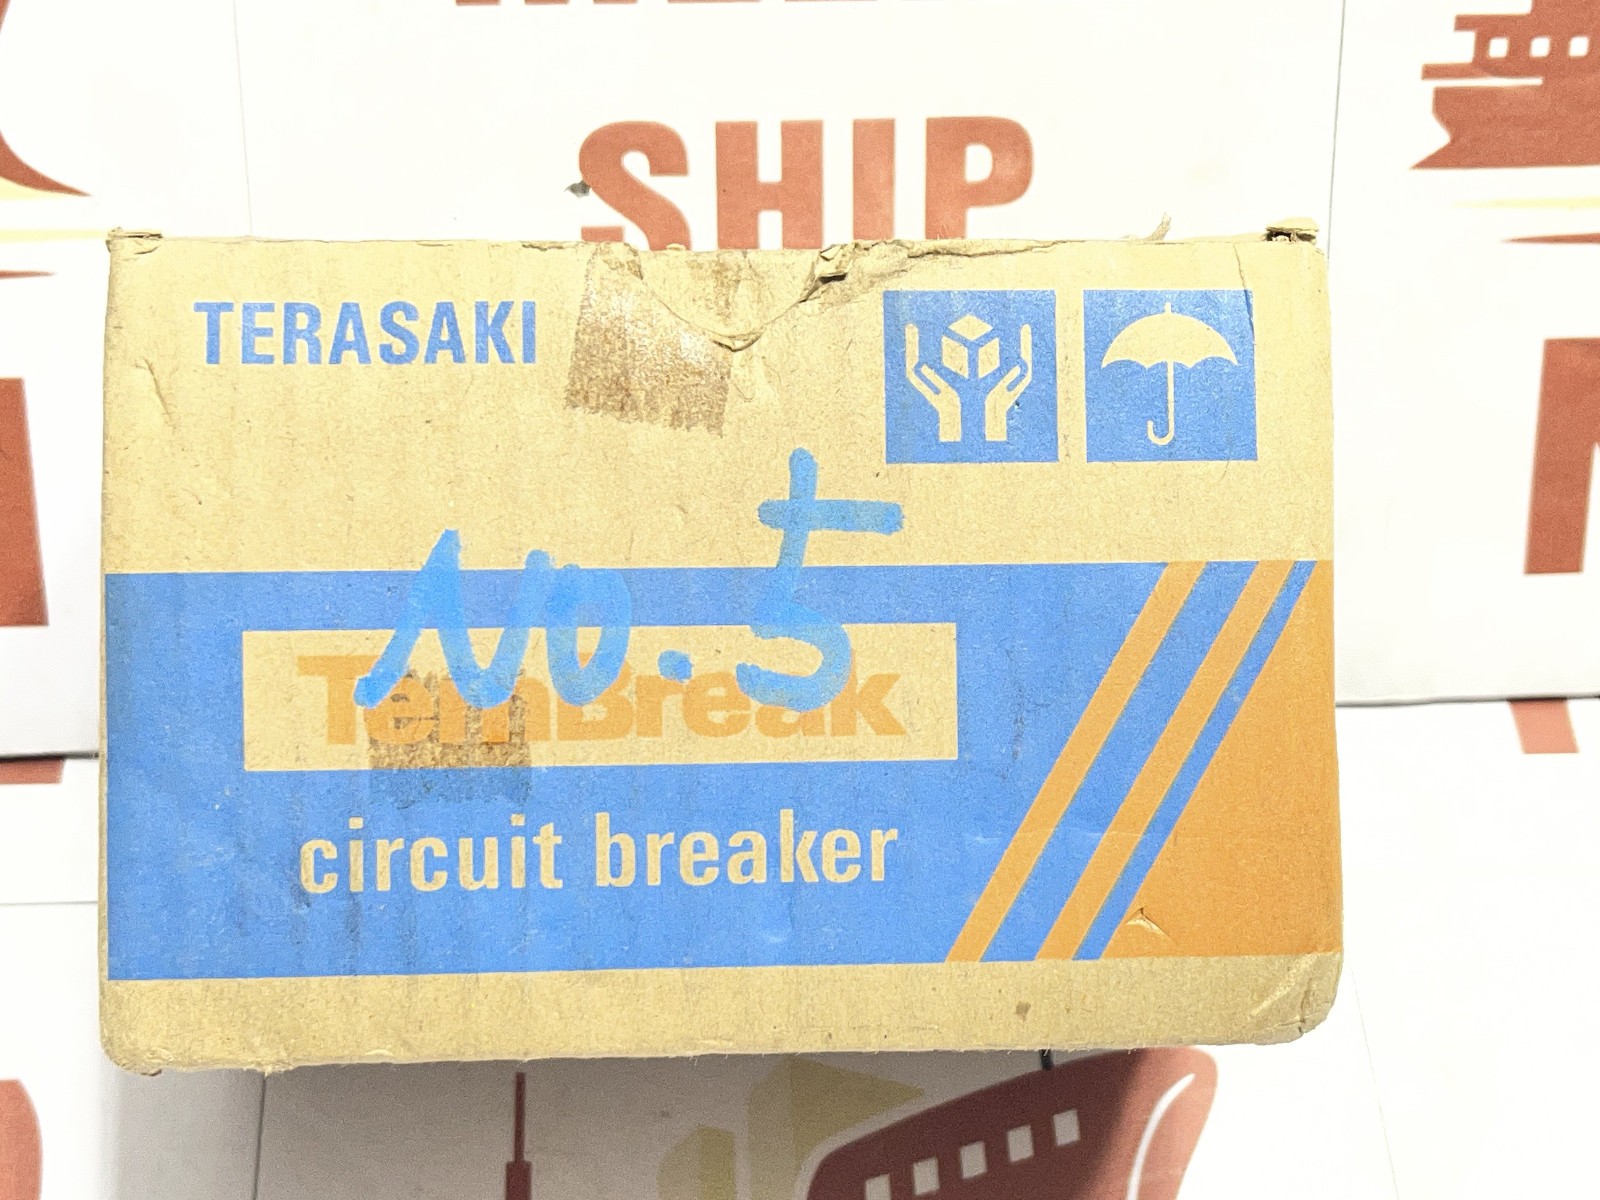 SHIP
TERASAKI
No. 5
TemBreak
circuit breaker